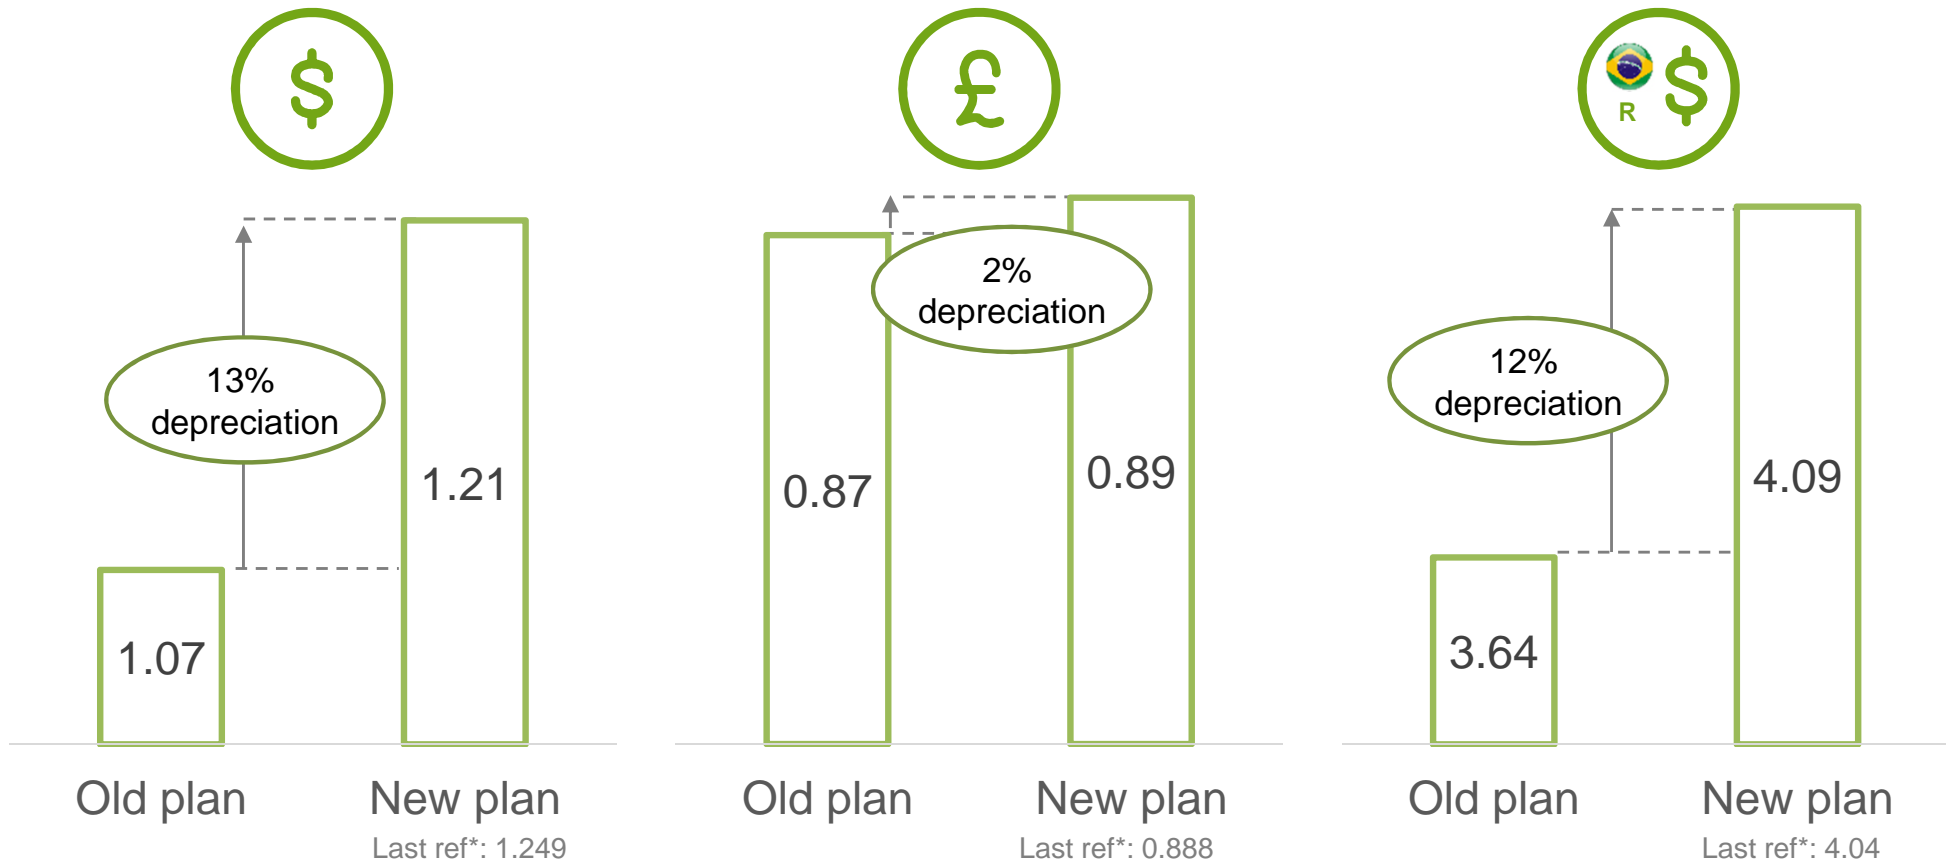 $
£
R $
13%
depreciation
1.07
1.21
Old plan
New plan
Last ref*: 1.249
2%
depreciation
0.87
0.89
Old plan
New plan
Last ref*: 0.888
12%
depreciation
3.64
4.09
Old plan
New plan
Last ref*: 4.04